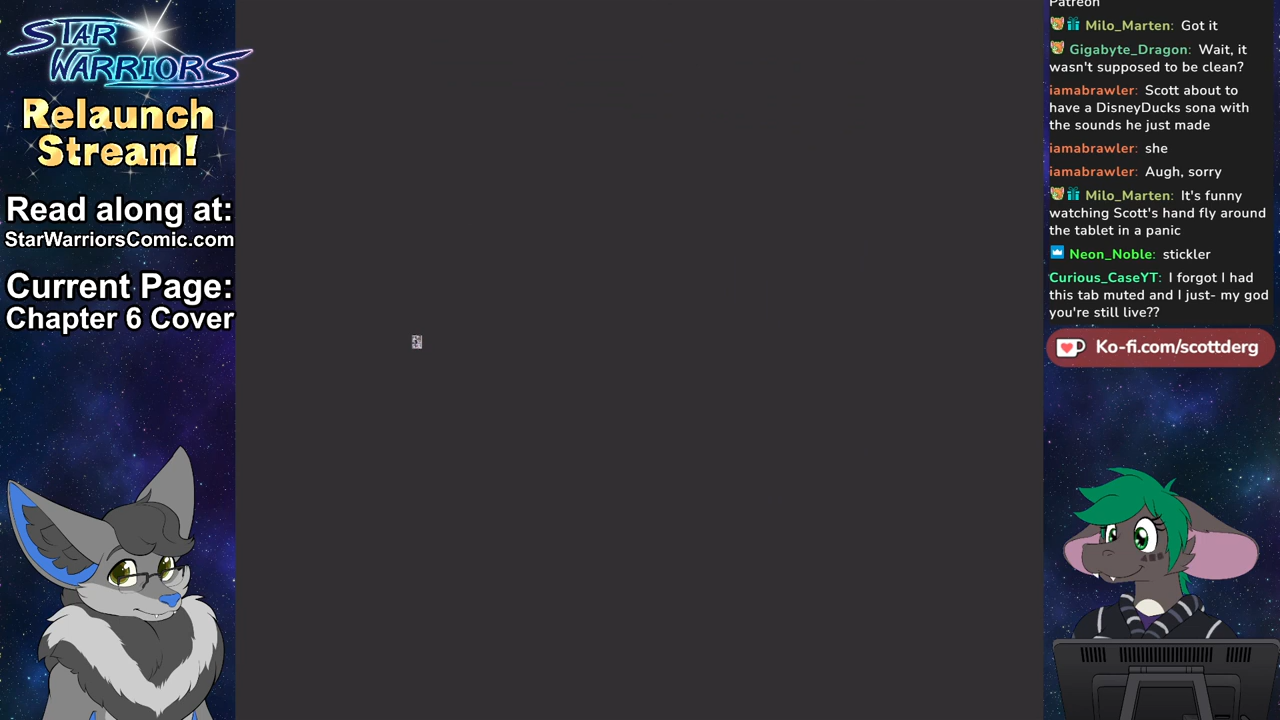 STAR
WARRIORS
Relaunch
Stream!
Read along at:
StarWarriorsComic.com
Current Page:
Chapter 6 Cover
Patreon
Milo_Marten: Got it
Gigabyte_Dragon: Wait, it
wasn't supposed to be clean?
iamabrawler: Scott about to
have a DisneyDucks sona with
the sounds he just made
iamabrawler: she
iamabrawler: Augh, sorry
Milo_Marten: It's funny
watching Scott's hand fly around
the tablet in a panic
Neon_Noble: stickler
Curious_CaseYT: I forgot I had
this tab muted and I just- my god
you're still live??
Ko-fi.com/scottderg